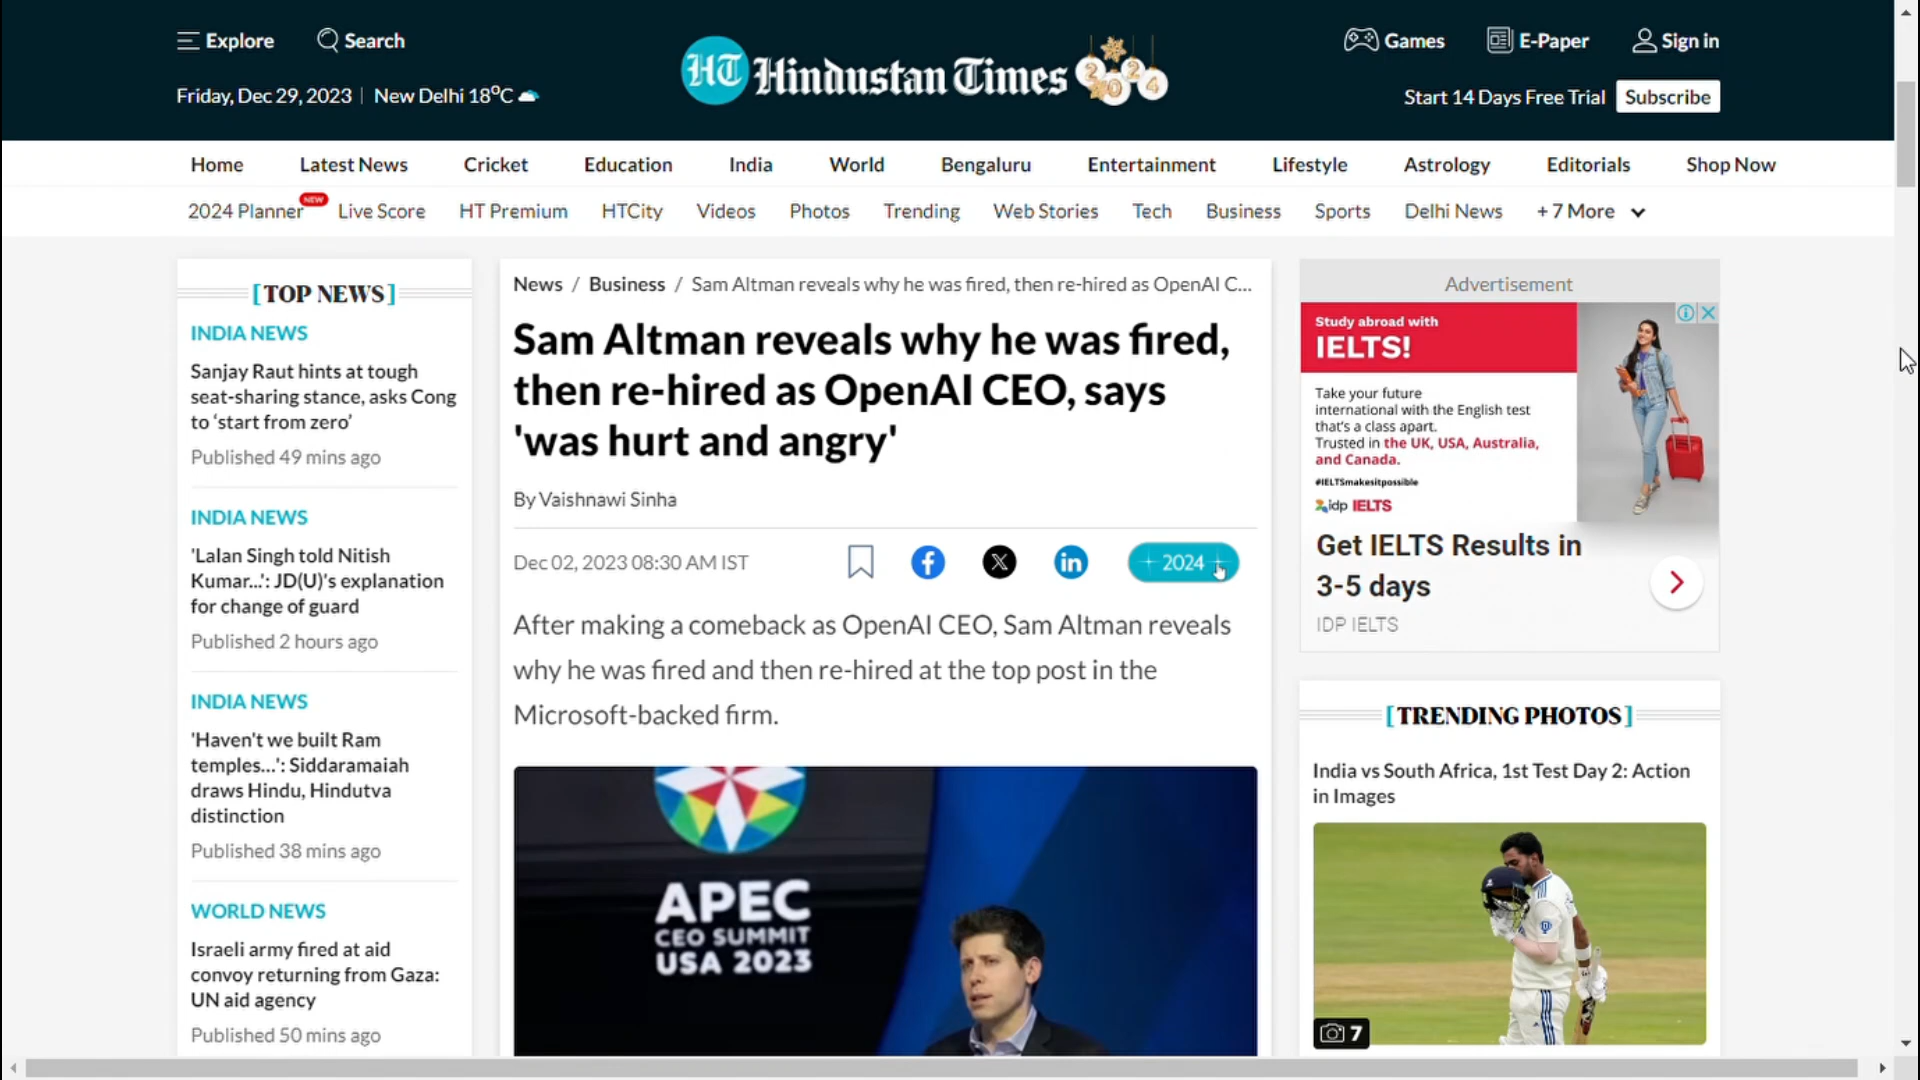 Explore
Search
Friday, Dec 29, 2023 | New Delhi 18°C
HT Hindustan Times 2024
Games
E-Paper
Sign in
Start 14 Days Free Trial Subscribe
Home Latest News Cricket Education India World Bengaluru Entertainment Lifestyle Astrology Editorials Shop Now
2024 Planner NEW Live Score HT Premium HTCity Videos Photos Trending Web Stories Tech Business Sports Delhi News + 7 More
[TOP NEWS]
INDIA NEWS
Sanjay Raut hints at tough
seat-sharing stance, asks Cong
to ‘start from zero’
Published 49 mins ago
INDIA NEWS
'Lalan Singh told Nitish
Kumar...': JD(U)'s explanation
for change of guard
Published 2 hours ago
INDIA NEWS
'Haven't we built Ram
temples...': Siddaramaiah
draws Hindu, Hindutva
distinction
Published 38 mins ago
WORLD NEWS
Israeli army fired at aid
convoy returning from Gaza:
UN aid agency
Published 50 mins ago
News / Business / Sam Altman reveals why he was fired, then re-hired as OpenAI C...
Sam Altman reveals why he was fired,
then re-hired as OpenAI CEO, says
'was hurt and angry'
By Vaishnawi Sinha
Dec 02, 2023 08:30 AM IST
2024
After making a comeback as OpenAI CEO, Sam Altman reveals
why he was fired and then re-hired at the top post in the
Microsoft-backed firm.
APEC
CEO SUMMIT
USA 2023
Advertisement
Study abroad with
IELTS!
Take your future
international with the English test
that's a class apart.
Trusted in the UK, USA, Australia,
and Canada.
#IELTSmakesitpossible
idp IELTS
Get IELTS Results in
3-5 days
IDP IELTS
[TRENDING PHOTOS]
India vs South Africa, 1st Test Day 2: Action
in Images
7